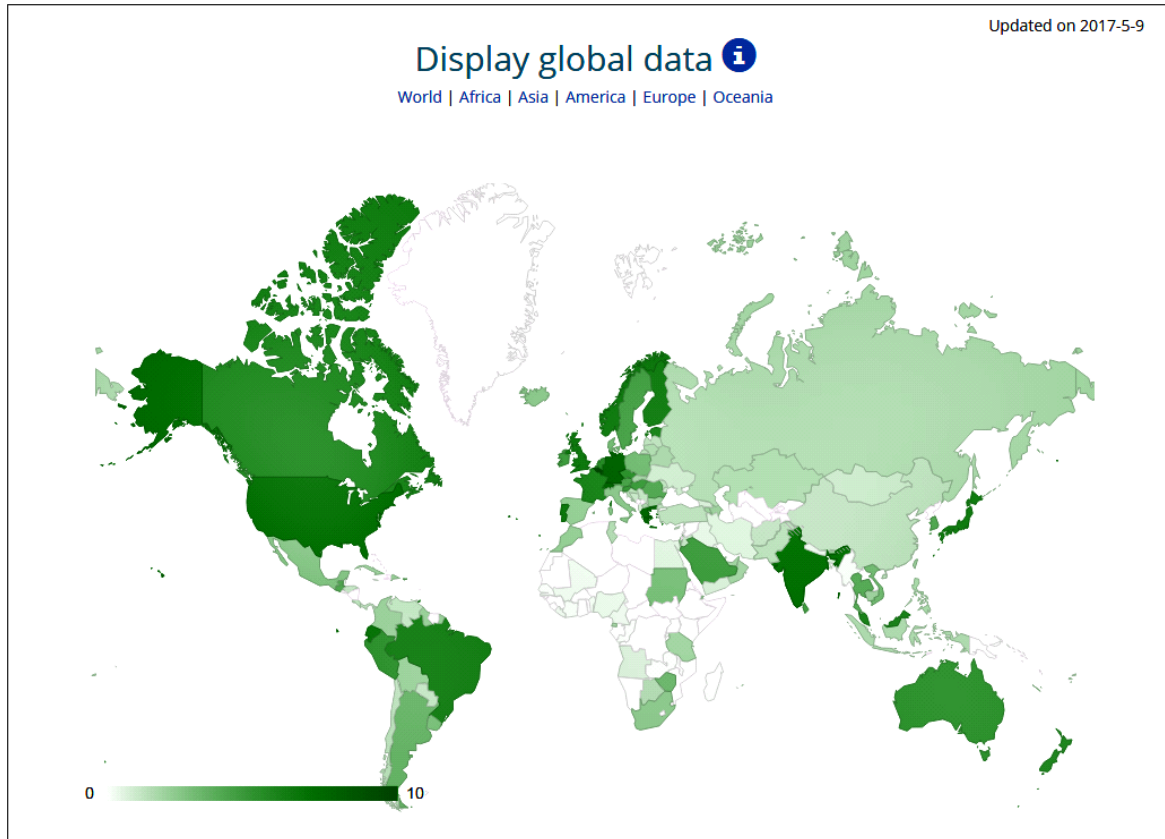 Updated on 2017-5-9
Display global data i
World | Africa | Asia | America | Europe | Oceania
0 10